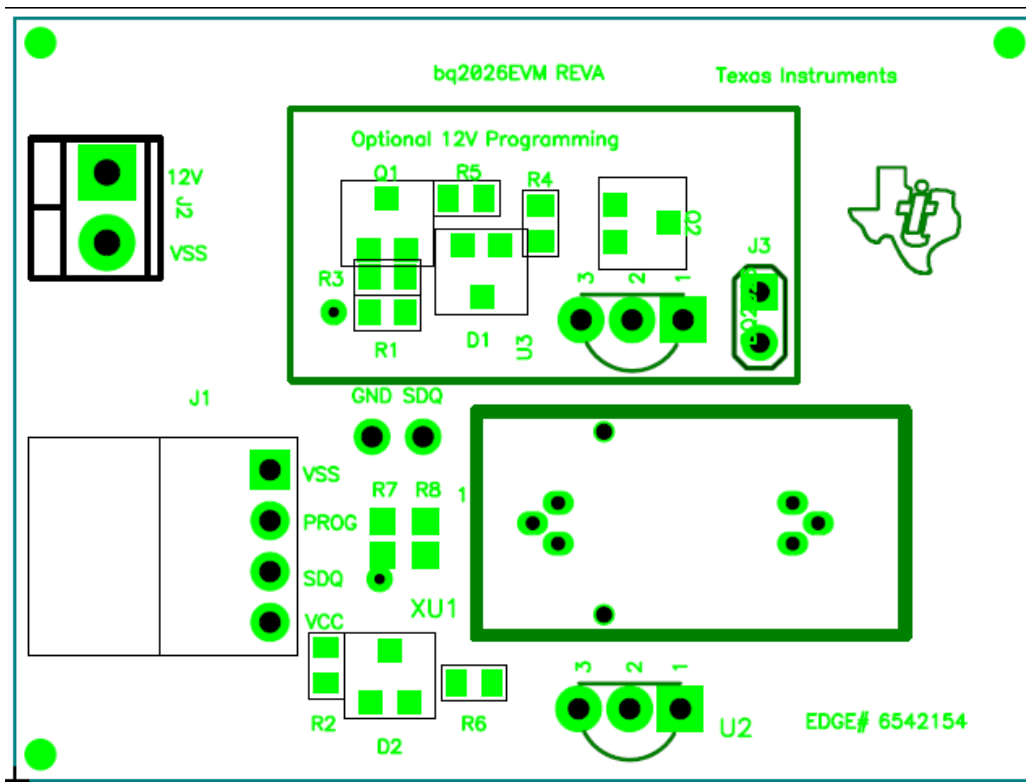 bq2026EVM REVA
Texas Instruments
Optional 12V Programming
Q1
R5
R4
Q2
12V
J2
VSS
R3
J3
3 2 1
R1
D1
U3
J1
GND SDQ
VSS
R7 R8
1
PROG
SDQ
XU1
VCC
3 2 1
R2
R6
D2
U2
EDGE# 6542154